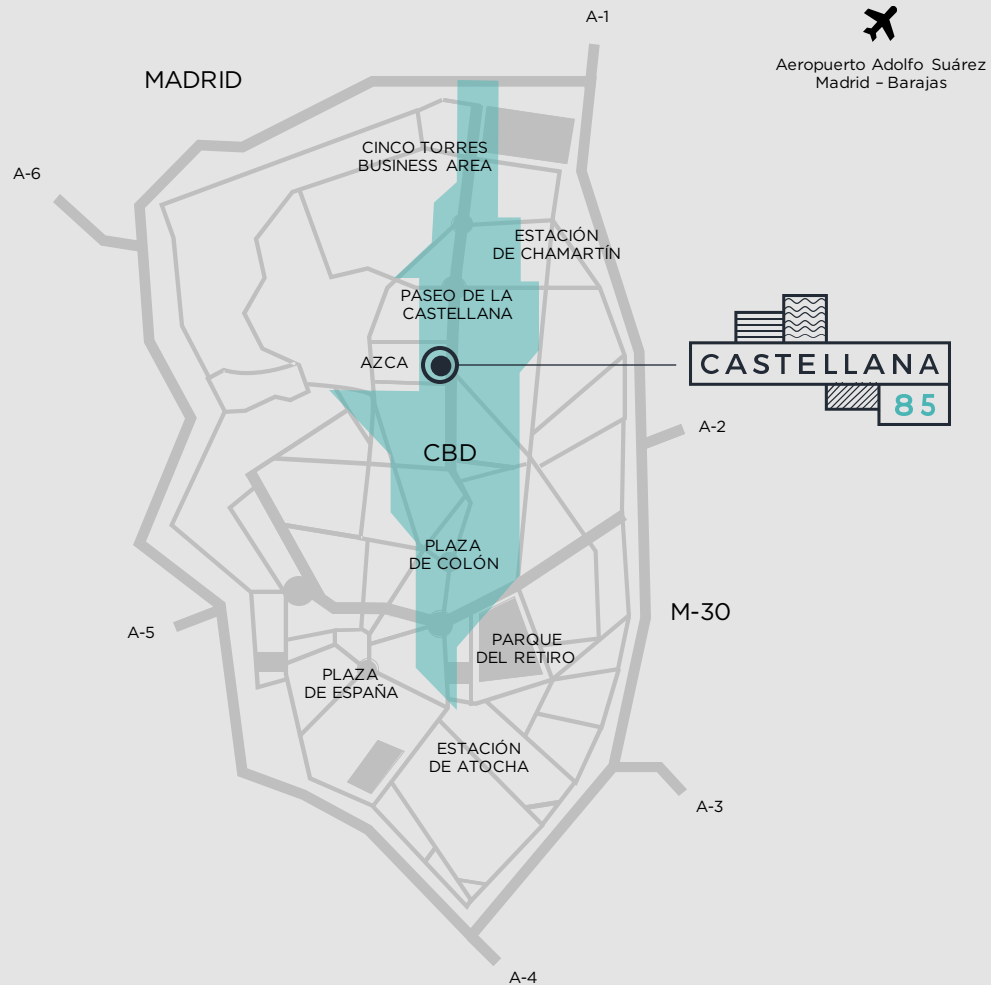 A-1
Aeropuerto Adolfo Suárez
Madrid – Barajas
MADRID
CINCO TORRES
BUSINESS AREA
A-6
ESTACIÓN
DE CHAMARTÍN
PASEO DE LA
CASTELLANA
AZCA
CASTELLANA
85
A-2
CBD
PLAZA
DE COLÓN
M-30
A-5
PARQUE
DEL RETIRO
PLAZA
DE ESPAÑA
ESTACIÓN
DE ATOCHA
A-3
A-4